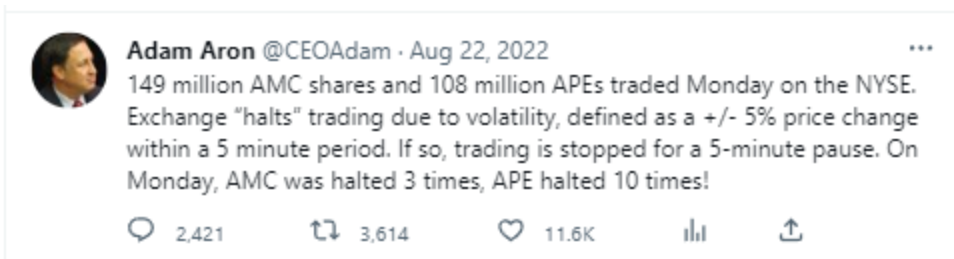 Adam Aron @CEOAdam · Aug 22, 2022
149 million AMC shares and 108 million APEs traded Monday on the NYSE.
Exchange “halts” trading due to volatility, defined as a +/- 5% price change
within a 5 minute period. If so, trading is stopped for a 5-minute pause. On
Monday, AMC was halted 3 times, APE halted 10 times!
2,421 3,614 11.6K